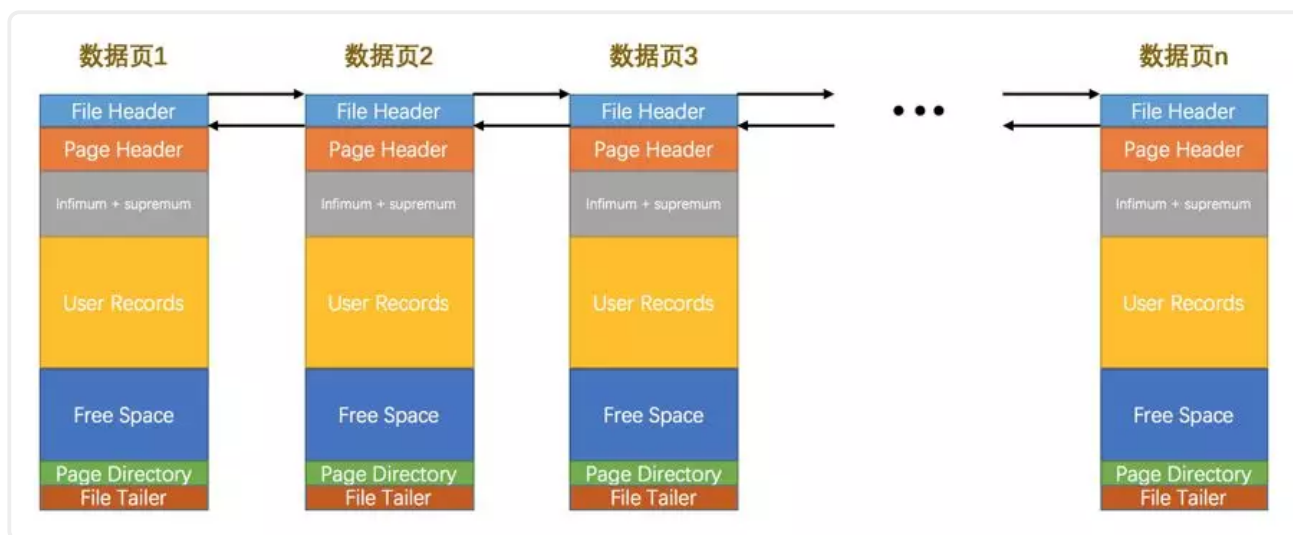 数据页1 数据页2 数据页3 数据页n
File Header File Header File Header ••• File Header
Page Header Page Header Page Header Page Header
Infimum + supremum Infimum + supremum Infimum + supremum Infimum + supremum
User Records User Records User Records User Records
Free Space Free Space Free Space Free Space
Page Directory Page Directory Page Directory Page Directory
File Tailer File Tailer File Tailer File Tailer